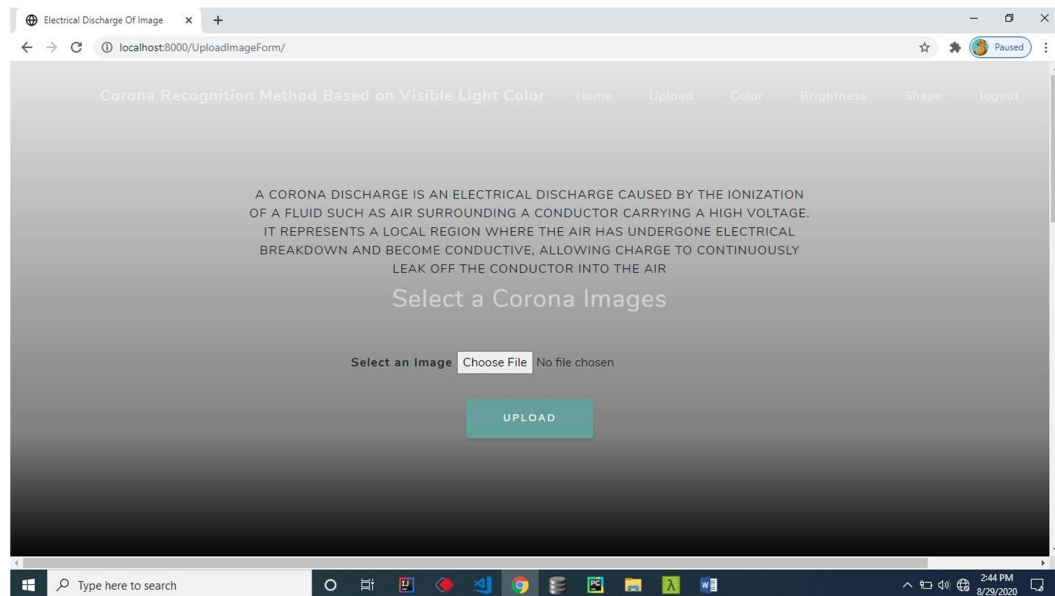 Electrical Discharge Of Image
localhost:8000/UploadImageForm/
Paused
Corona Recognition Method Based on Visible Light Color Home Upload Color Brightness Shape logout
A CORONA DISCHARGE IS AN ELECTRICAL DISCHARGE CAUSED BY THE IONIZATION
OF A FLUID SUCH AS AIR SURROUNDING A CONDUCTOR CARRYING A HIGH VOLTAGE.
IT REPRESENTS A LOCAL REGION WHERE THE AIR HAS UNDERGONE ELECTRICAL
BREAKDOWN AND BECOME CONDUCTIVE, ALLOWING CHARGE TO CONTINUOUSLY
LEAK OFF THE CONDUCTOR INTO THE AIR
Select a Corona Images
Select an Image Choose File No file chosen
UPLOAD
Type here to search
2:44 PM
8/29/2020